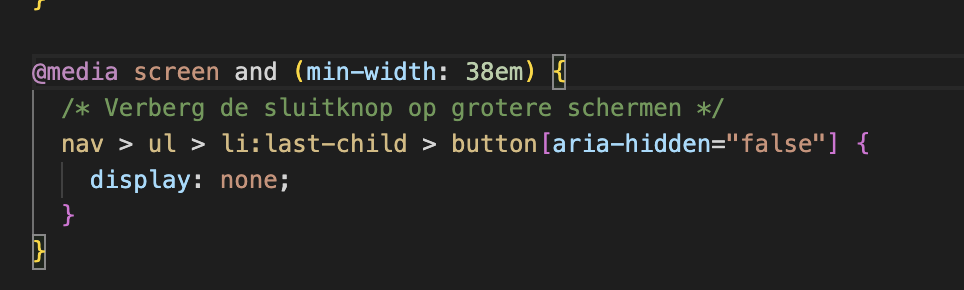 }
@media screen and (min-width: 38em) {
/* Verberg de sluitknop op grotere schermen */
nav > ul > li:last-child > button[aria-hidden="false"] {
display: none;
}
}